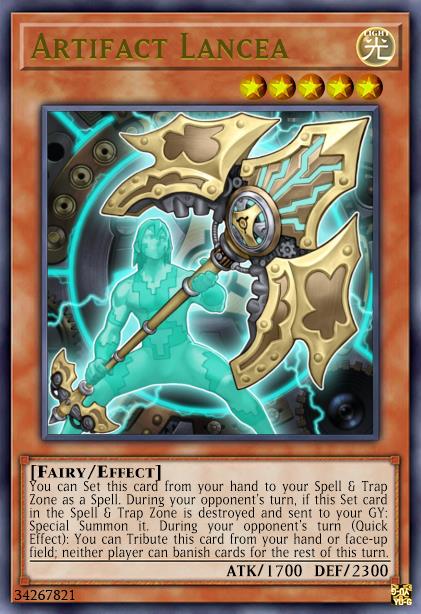 Artifact Lancea
LIGHT
光
[Fairy/Effect]
You can Set this card from your hand to your Spell & Trap
Zone as a Spell. During your opponent's turn, if this Set card
in the Spell & Trap Zone is destroyed and sent to your GY:
Special Summon it. During your opponent's turn (Quick
Effect): You can Tribute this card from your hand or face-up
field; neither player can banish cards for the rest of this turn.
ATK/1700 DEF/2300
34267821